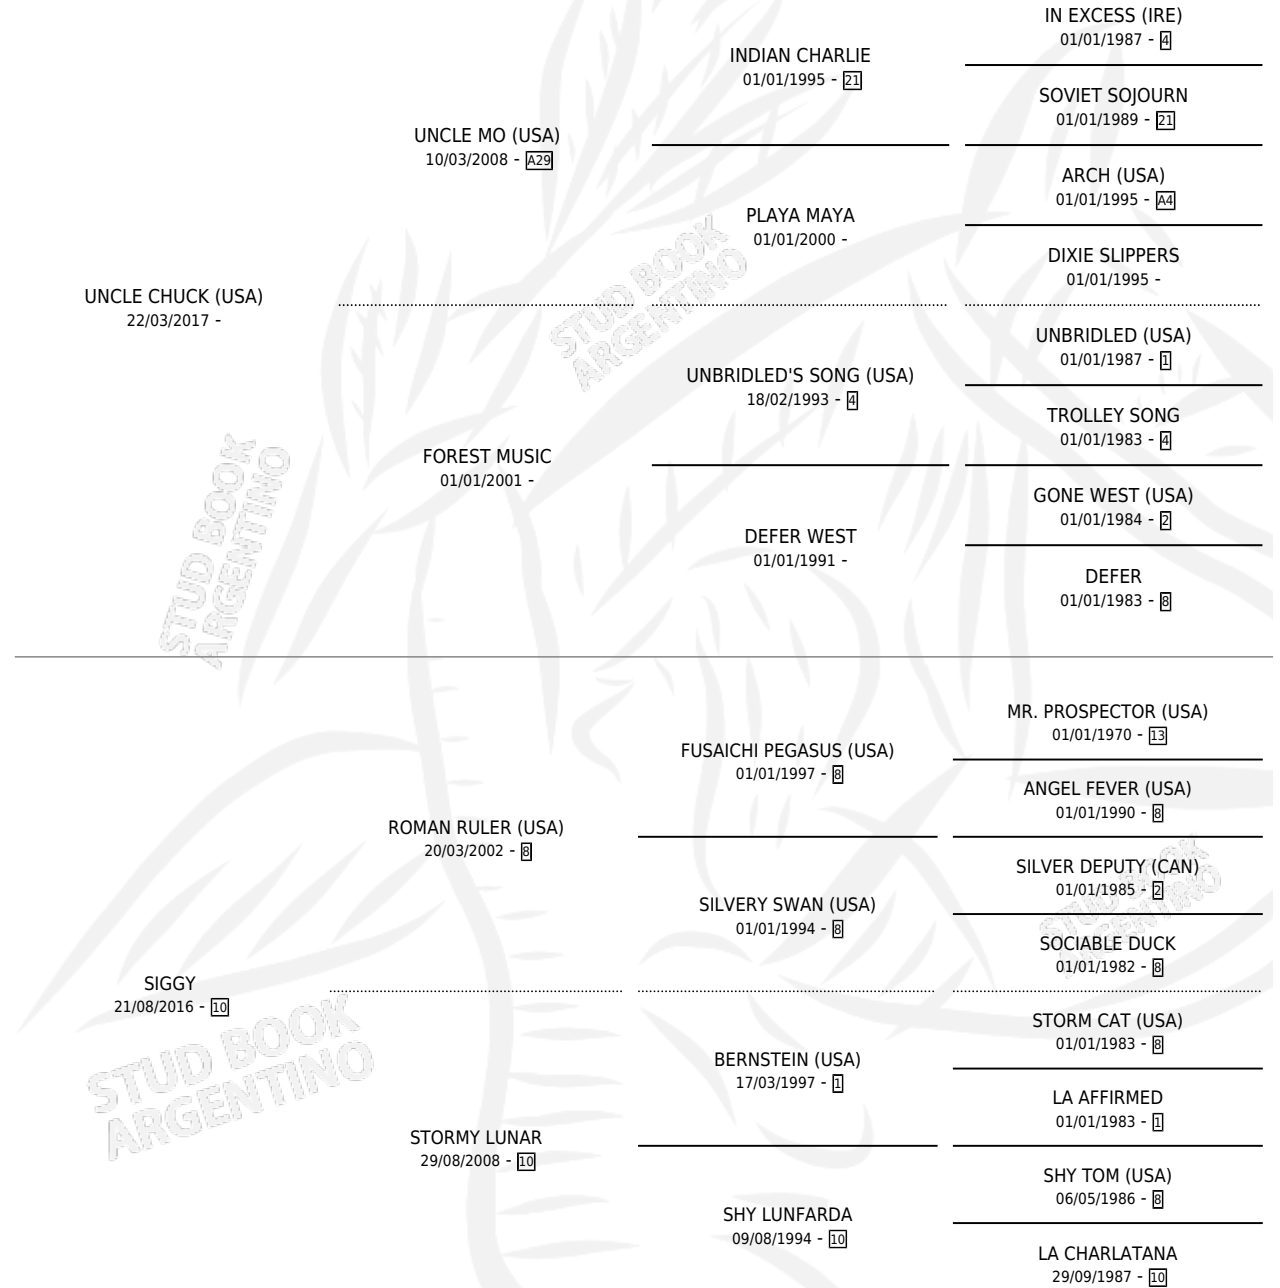 IN EXCESS (IRE)
01/01/1987 - 4
INDIAN CHARLIE
01/01/1995 - 21
SOVIET SOJOURN
01/01/1989 - 21
UNCLE MO (USA)
10/03/2008 - A29
ARCH (USA)
01/01/1995 - A4
PLAYA MAYA
01/01/2000 -
DIXIE SLIPPERS
01/01/1995 -
UNCLE CHUCK (USA)
22/03/2017 -
STUD BOOK
ARGENTINO
UNBRIDLED (USA)
01/01/1987 - 1
UNBRIDLED'S SONG (USA)
18/02/1993 - 4
TROLLEY SONG
01/01/1983 - 4
FOREST MUSIC
01/01/2001 -
GONE WEST (USA)
01/01/1984 - 2
DEFER WEST
01/01/1991 -
DEFER
01/01/1983 - 8
STUD BOOK
ARGENTINO
MR. PROSPECTOR (USA)
01/01/1970 - 13
FUSAICHI PEGASUS (USA)
01/01/1997 - 8
ANGEL FEVER (USA)
01/01/1990 - 8
ROMAN RULER (USA)
20/03/2002 - 8
SILVER DEPUTY (CAN)
01/01/1985 - 2
SILVERY SWAN (USA)
01/01/1994 - 8
STUD BOOK
ARGENTINO
SOCIABLE DUCK
01/01/1982 - 8
SIGGY
21/08/2016 - 10
STUD BOOK
ARGENTINO
STORM CAT (USA)
01/01/1983 - 8
BERNSTEIN (USA)
17/03/1997 - 1
LA AFFIRMED
01/01/1983 - 1
STORMY LUNAR
29/08/2008 - 10
SHY TOM (USA)
06/05/1986 - 8
SHY LUNFARDA
09/08/1994 - 10
LA CHARLATANA
29/09/1987 - 10